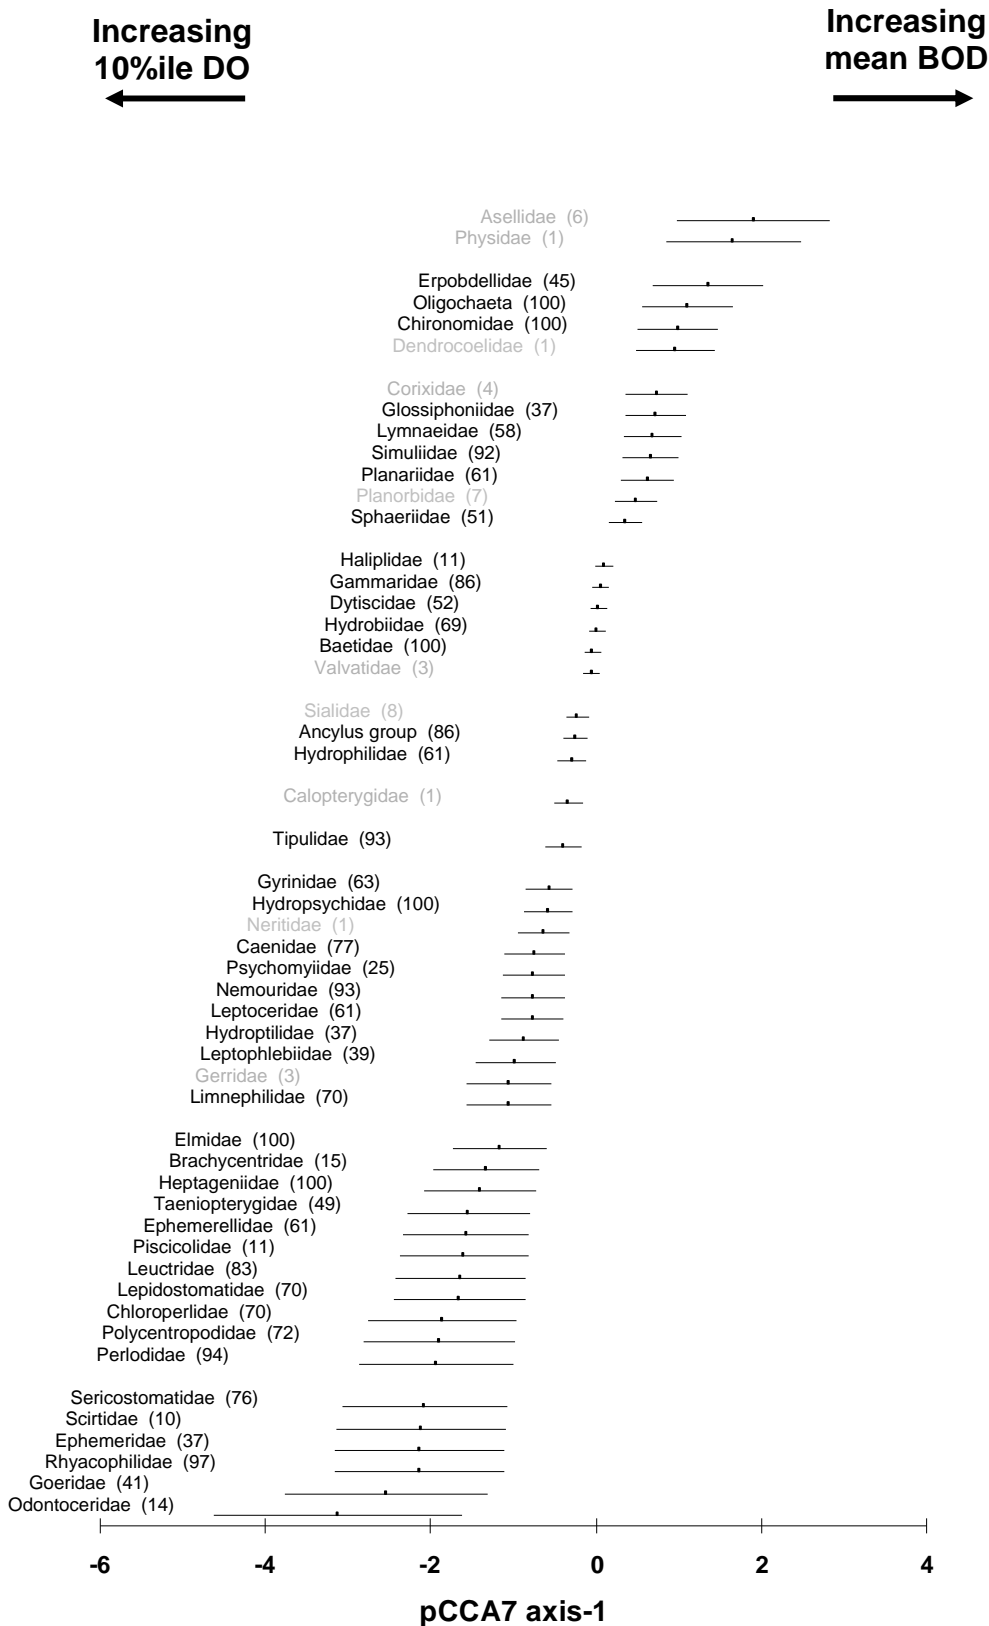 Increasing
10%ile DO
Increasing
mean BOD
Asellidae (6)
Physidae (1)
Erpobdellidae (45)
Oligochaeta (100)
Chironomidae (100)
Dendrocoelidae (1)
Corixidae (4)
Glossiphoniidae (37)
Lymnaeidae (58)
Simuliidae (92)
Planariidae (61)
Planorbidae (7)
Sphaeriidae (51)
Haliplidae (11)
Gammaridae (86)
Dytiscidae (52)
Hydrobiidae (69)
Baetidae (100)
Valvatidae (3)
Sialidae (8)
Ancylus group (86)
Hydrophilidae (61)
Calopterygidae (1)
Tipulidae (93)
Gyrinidae (63)
Hydropsychidae (100)
Neritidae (1)
Caenidae (77)
Psychomyiidae (25)
Nemouridae (93)
Leptoceridae (61)
Hydroptilidae (37)
Leptophlebiidae (39)
Gerridae (3)
Limnephilidae (70)
Elmidae (100)
Brachycentridae (15)
Heptageniidae (100)
Taeniopterygidae (49)
Ephemerellidae (61)
Piscicolidae (11)
Leuctridae (83)
Lepidostomatidae (70)
Chloroperlidae (70)
Polycentropodidae (72)
Perlodidae (94)
Sericostomatidae (76)
Scirtidae (10)
Ephemeridae (37)
Rhyacophilidae (97)
Goeridae (41)
Odontoceridae (14)
-6 -4 -2 0 2 4
pCCA7 axis-1